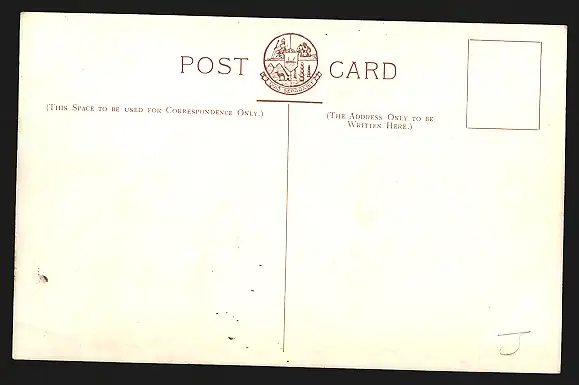 POST CARD
(THIS SPACE TO BE USED FOR CORRESPONDENCE ONLY.)
(THE ADDRESS ONLY TO BE
WRITTEN HERE.)
J